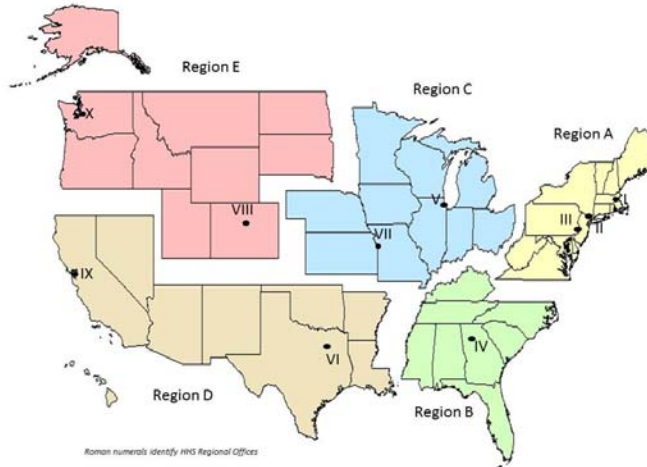 Region E
Region C
Region A
X
VIII
V
VII
I
II
III
IX
VI
IV
Region D
Region B
Roman numerals identify HHS Regional Offices